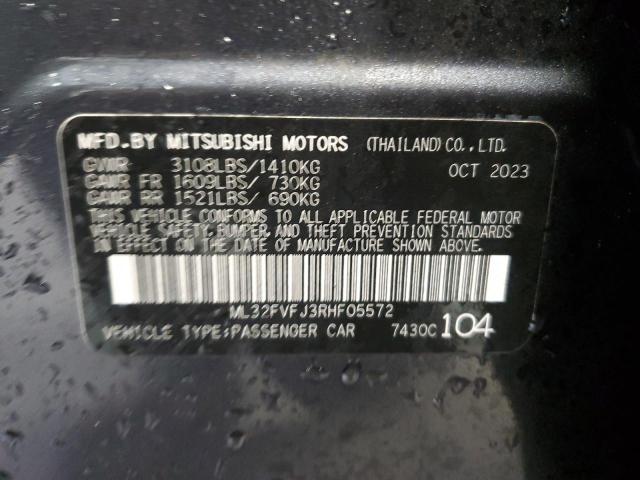 MFD.BY MITSUBISHI MOTORS (THAILAND)CO.,LTD.
GVWR 3108LBS/1410KG OCT 2023
GAWR FR 1609LBS/ 730KG
GAWR RR 1521LBS/ 690KG
THIS VEHICLE CONFORMS TO ALL APPLICABLE FEDERAL MOTOR
VEHICLE SAFETY,BUMPER,AND THEFT PREVENTION STANDARDS
IN EFFECT ON THE DATE OF MANUFACTURE SHOWN ABOVE.
ML32FVFJ3RHF05572
VEHICLE TYPE:PASSENGER CAR 7430C 104